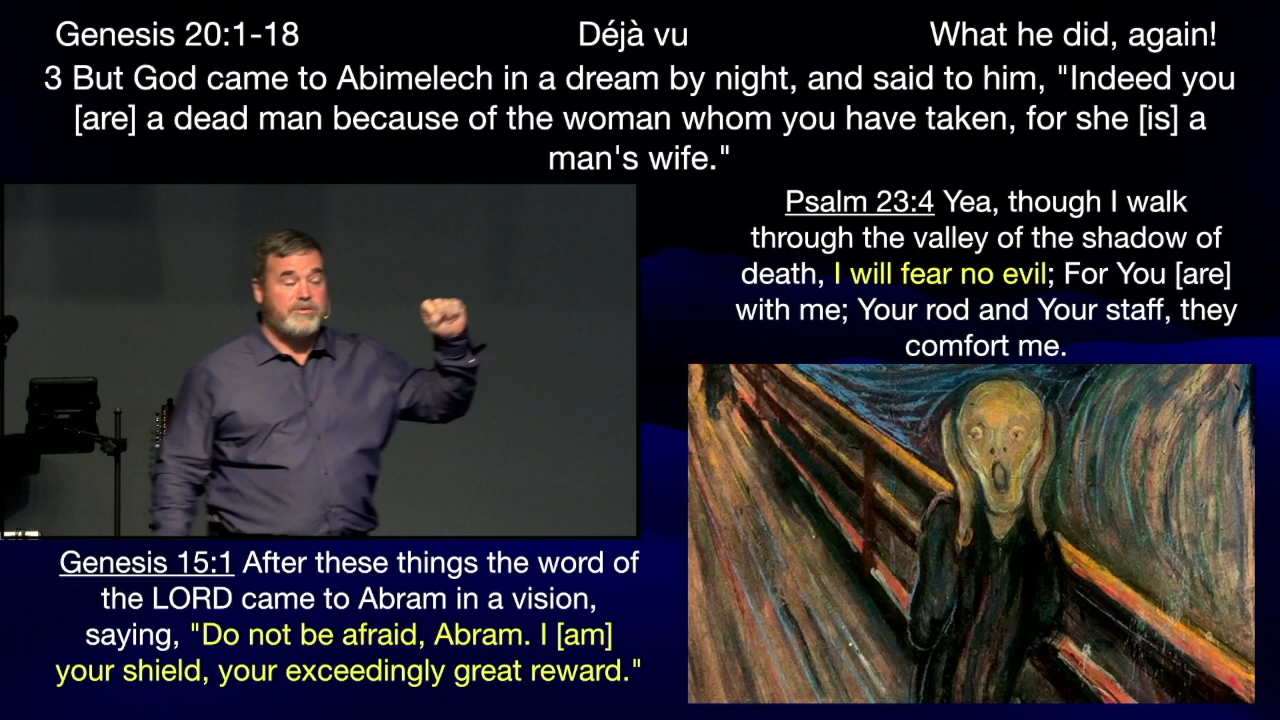 Genesis 20:1-18
Déjà vu
What he did, again!
3 But God came to Abimelech in a dream by night, and said to him, "Indeed you
[are] a dead man because of the woman whom you have taken, for she [is] a
man's wife."
Psalm 23:4 Yea, though I walk
through the valley of the shadow of
death, I will fear no evil; For You [are]
with me; Your rod and Your staff, they
comfort me.
Genesis 15:1 After these things the word of
the LORD came to Abram in a vision,
saying, "Do not be afraid, Abram. I [am]
your shield, your exceedingly great reward."